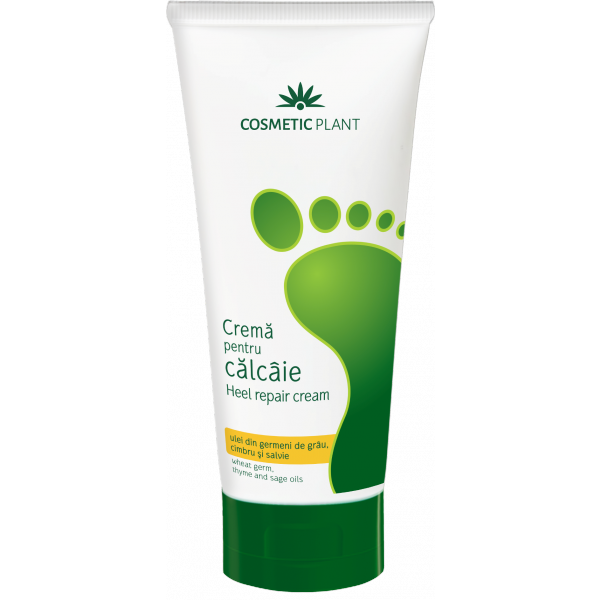 COSMETIC PLANT
Cremă
pentru
călcâie
Heel repair cream
ulei din germeni de grâu,
cimbru şi salvie
wheat germ,
thyme and sage oils